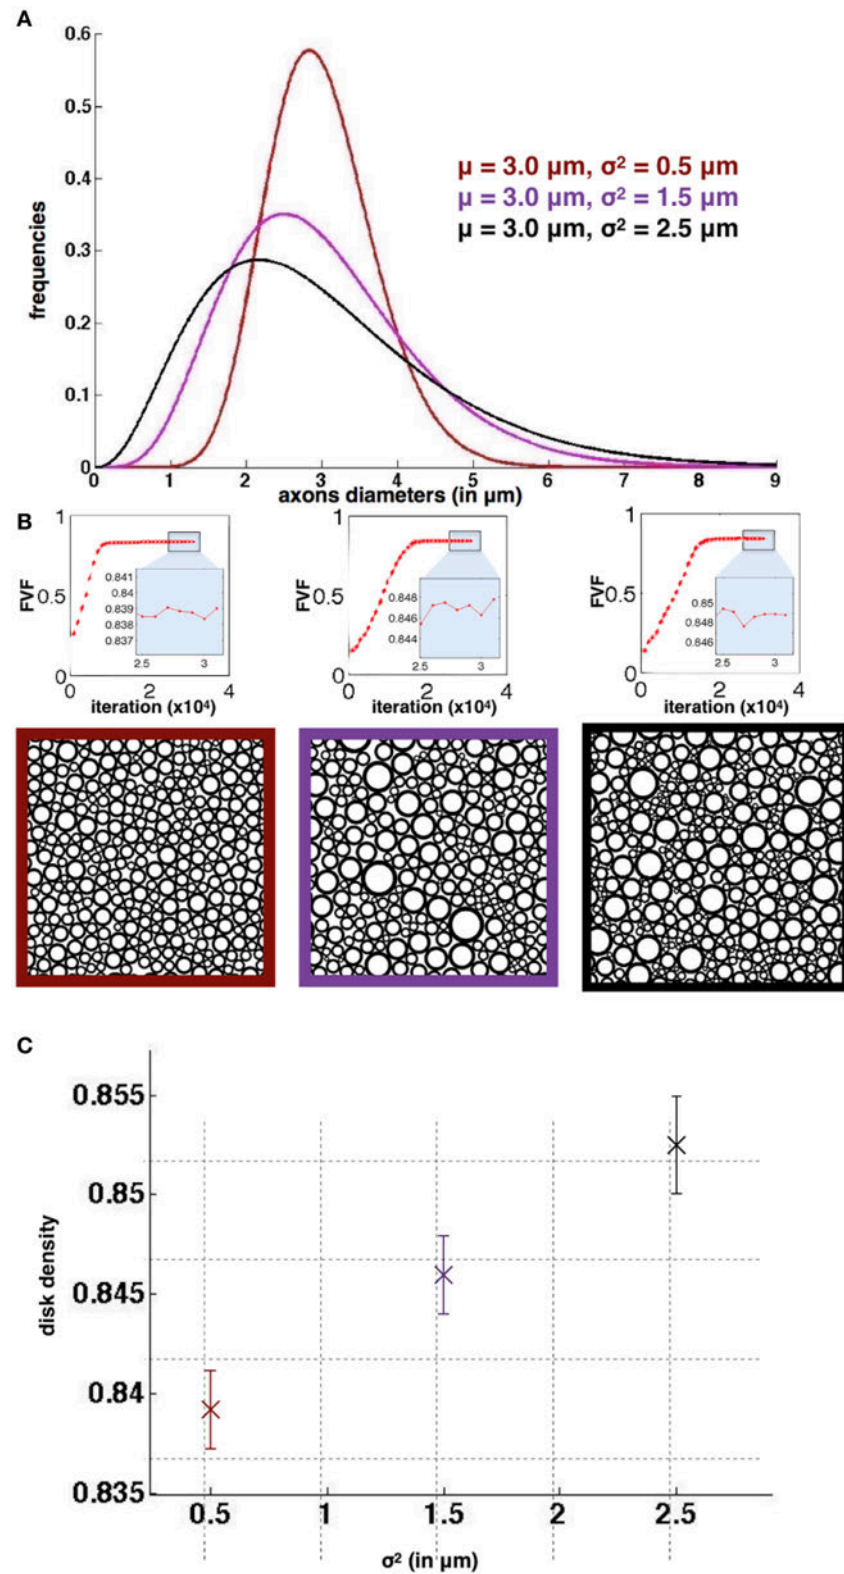 A
0.6
0.5
0.4
0.3
0.2
0.1
0
frequencies
μ = 3.0 μm, σ² = 0.5 μm
μ = 3.0 μm, σ² = 1.5 μm
μ = 3.0 μm, σ² = 2.5 μm
0 1 2 3 4 5 6 7 8 9
axons diameters (in μm)
B
1
0.5
0
FVF
0.841
0.839
0.838
0.837
2.5 3
0 2 4
iteration (x10⁴)
1
0.5
0
FVF
0.848
0.846
0.844
2.5 3
0 2 4
iteration (x10⁴)
1
0.5
0
FVF
0.85
0.848
0.846
2.5 3
0 2 4
iteration (x10⁴)
C
0.855
0.85
0.845
0.84
0.835
disk density
0.5 1 1.5 2 2.5
σ² (in μm)